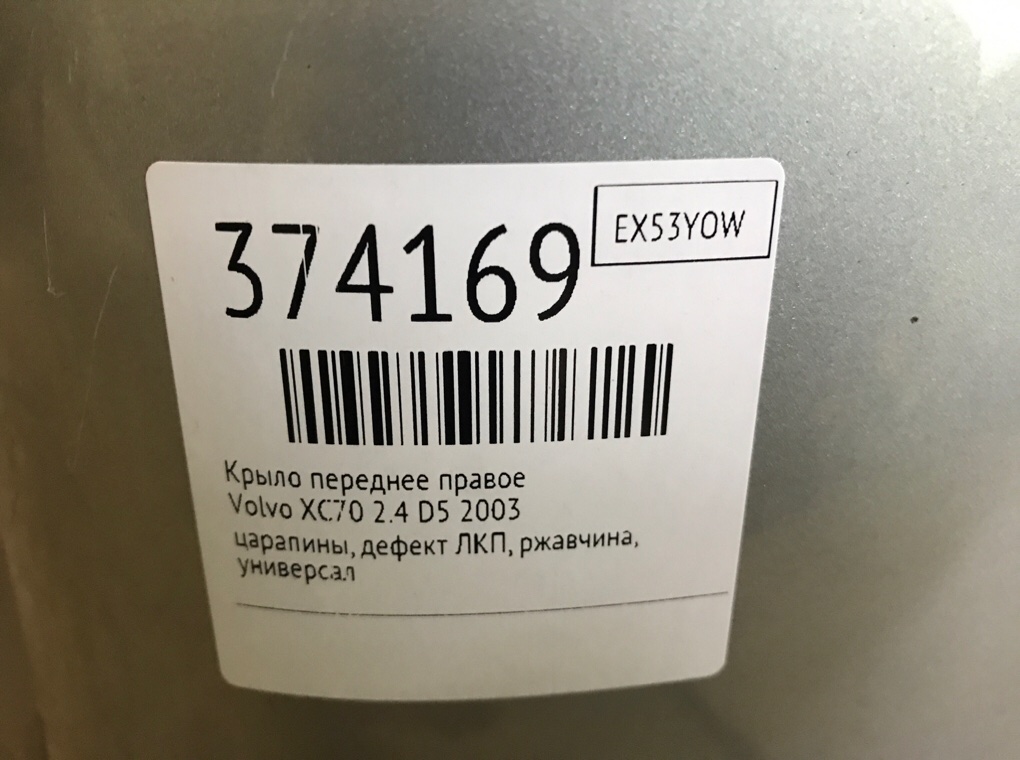 374169
EX53YOW
Крыло переднее правое
Volvo XC70 2.4 D5 2003
царапины, дефект ЛКП, ржавчина,
универсал